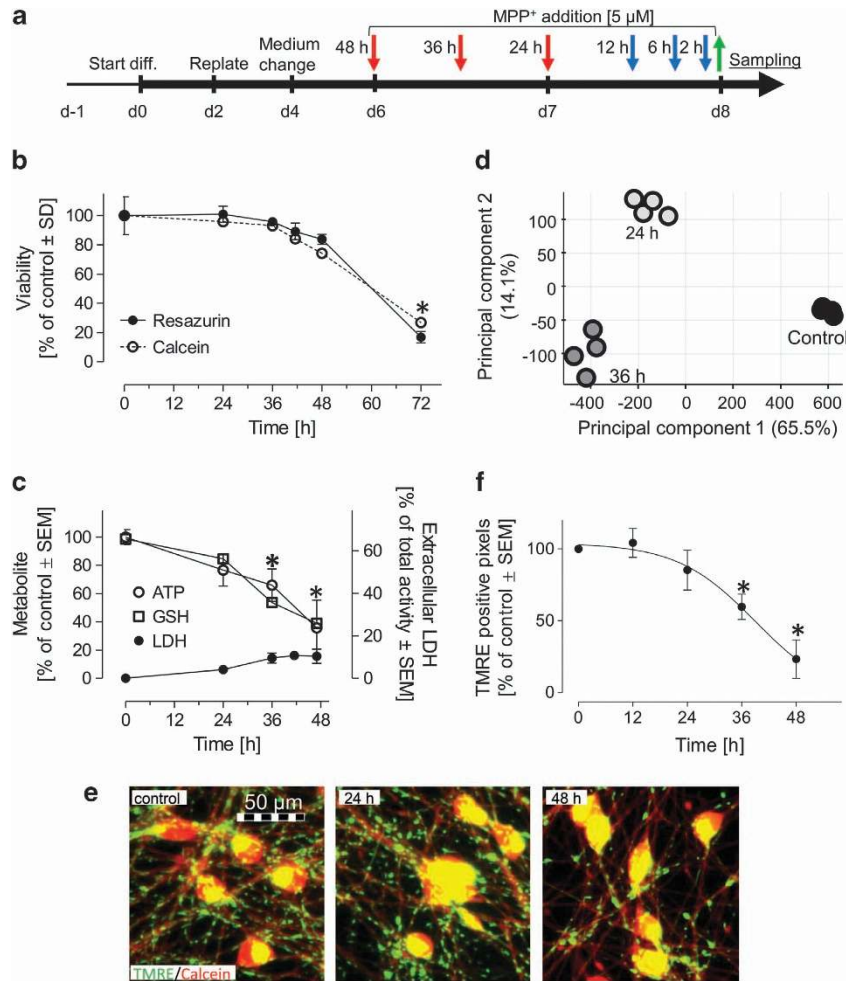 a
MPP⁺ addition [5 µM]
48 h 36 h 24 h 12 h 6 h 2 h
Start diff. Replate Medium change Sampling
d-1 d0 d2 d4 d6 d7 d8
b
Viability
[% of control ± SD]
100
80
60
40
20
0
Resazurin
Calcein
*
0 12 24 36 48 60 72
Time [h]
d
Principal component 2
(14.1%)
100
50
0
-50
-100
24 h
Control
36 h
-400 -200 0 200 400 600
Principal component 1 (65.5%)
c
Metabolite
[% of control ± SEM]
100
80
60
40
20
0
ATP
GSH
LDH
* *
60
40
20
0
Extracellular LDH
[% of total activity ± SEM]
0 24 36 48
Time [h]
f
TMRE positive pixels
[% of control ± SEM]
100
50
0
* *
0 12 24 36 48
Time [h]
e
control
50 µm
TMRE/Calcein
24 h
48 h